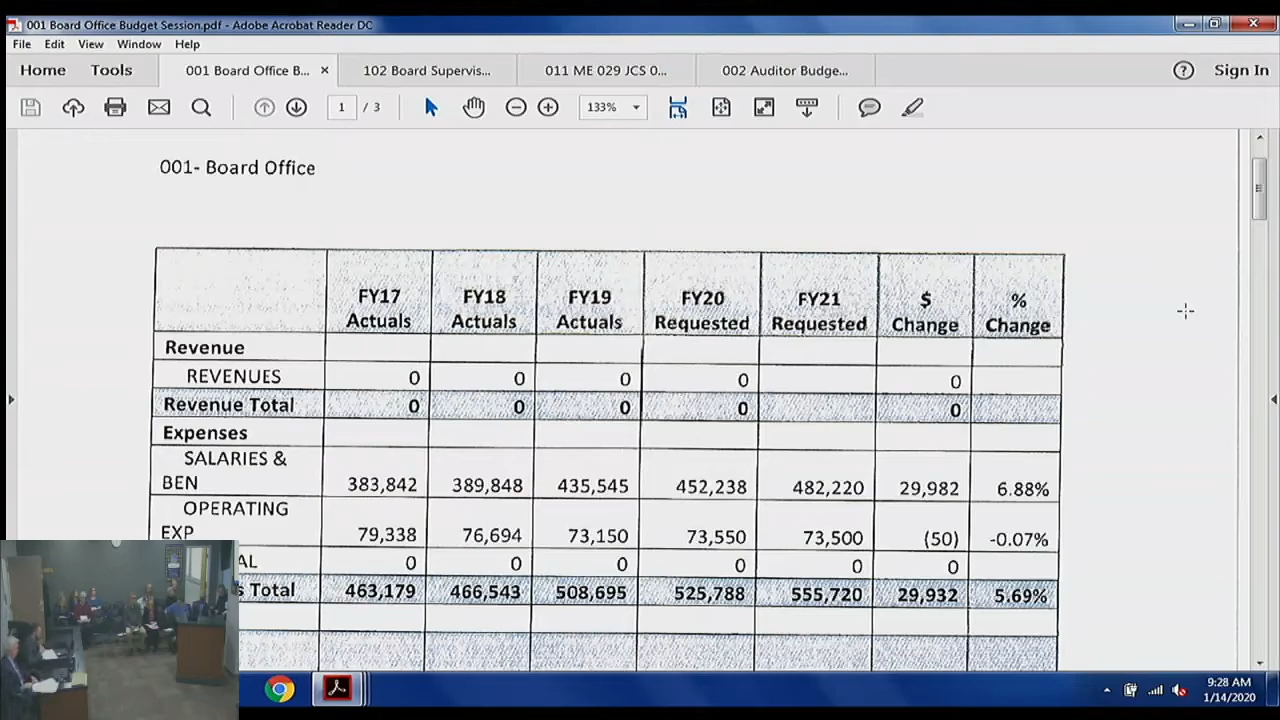 001 Board Office Budget Session.pdf - Adobe Acrobat Reader DC
File Edit View Window Help
Home Tools 001 Board Office B... × 102 Board Supervis... 011 ME 029 JCS 0... 002 Auditor Budge... Sign In
1 / 3 133%
001- Board Office
FY17 Actuals FY18 Actuals FY19 Actuals FY20 Requested FY21 Requested $ Change % Change
Revenue
REVENUES 0 0 0 0 0
Revenue Total 0 0 0 0 0
Expenses
SALARIES &
BEN 383,842 389,848 435,545 452,238 482,220 29,982 6.88%
OPERATING
EXP 79,338 76,694 73,150 73,550 73,500 (50) -0.07%
AL 0 0 0 0 0 0
s Total 463,179 466,543 508,695 525,788 555,720 29,932 5.69%
9:28 AM
1/14/2020